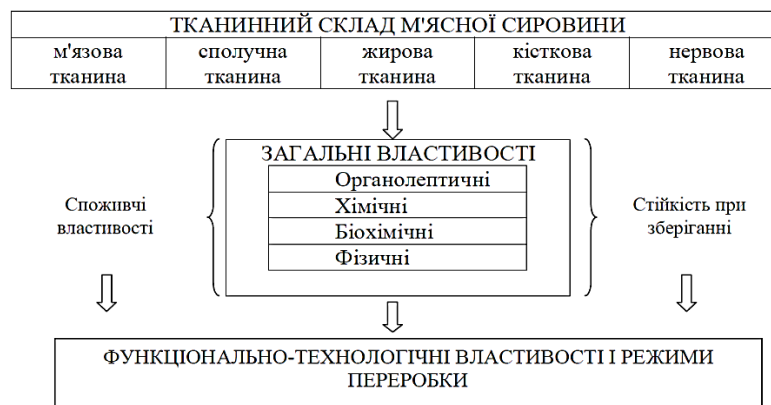 ТКАНИННИЙ СКЛАД М'ЯСНОЇ СИРОВИНИ
м'язова тканина
сполучна тканина
жирова тканина
кісткова тканина
нервова тканина
ЗАГАЛЬНІ ВЛАСТИВОСТІ
Органолептичні
Хімічні
Біохімічні
Фізичні
Споживчі
властивості
Стійкість при
зберіганні
ФУНКЦІОНАЛЬНО-ТЕХНОЛОГІЧНІ ВЛАСТИВОСТІ І РЕЖИМИ
ПЕРЕРОБКИ